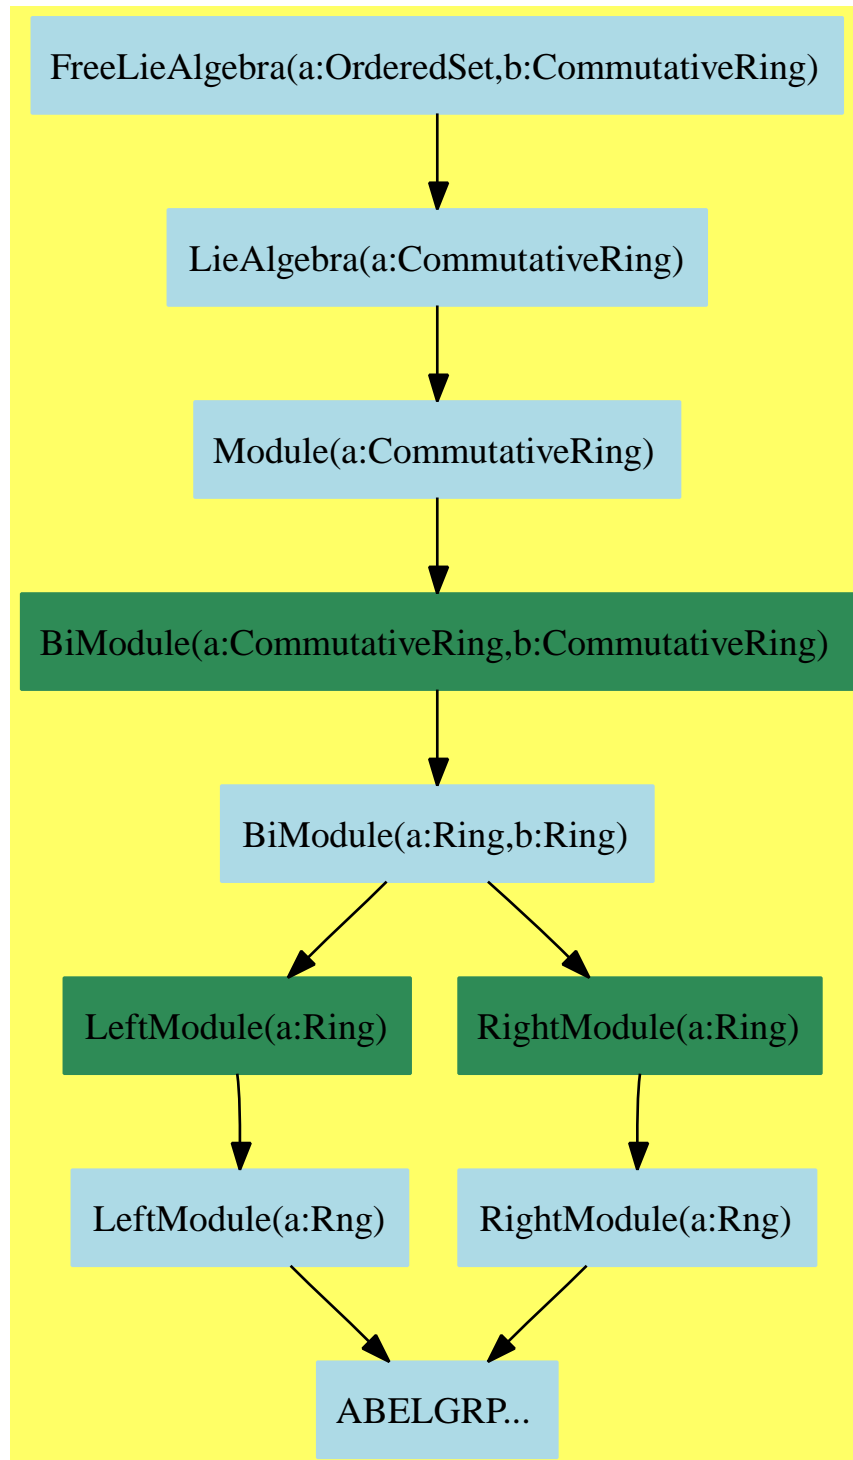 FreeLieAlgebra(a:OrderedSet,b:CommutativeRing)
LieAlgebra(a:CommutativeRing)
Module(a:CommutativeRing)
BiModule(a:CommutativeRing,b:CommutativeRing)
BiModule(a:Ring,b:Ring)
LeftModule(a:Ring)
RightModule(a:Ring)
LeftModule(a:Rng)
RightModule(a:Rng)
ABELGRP...